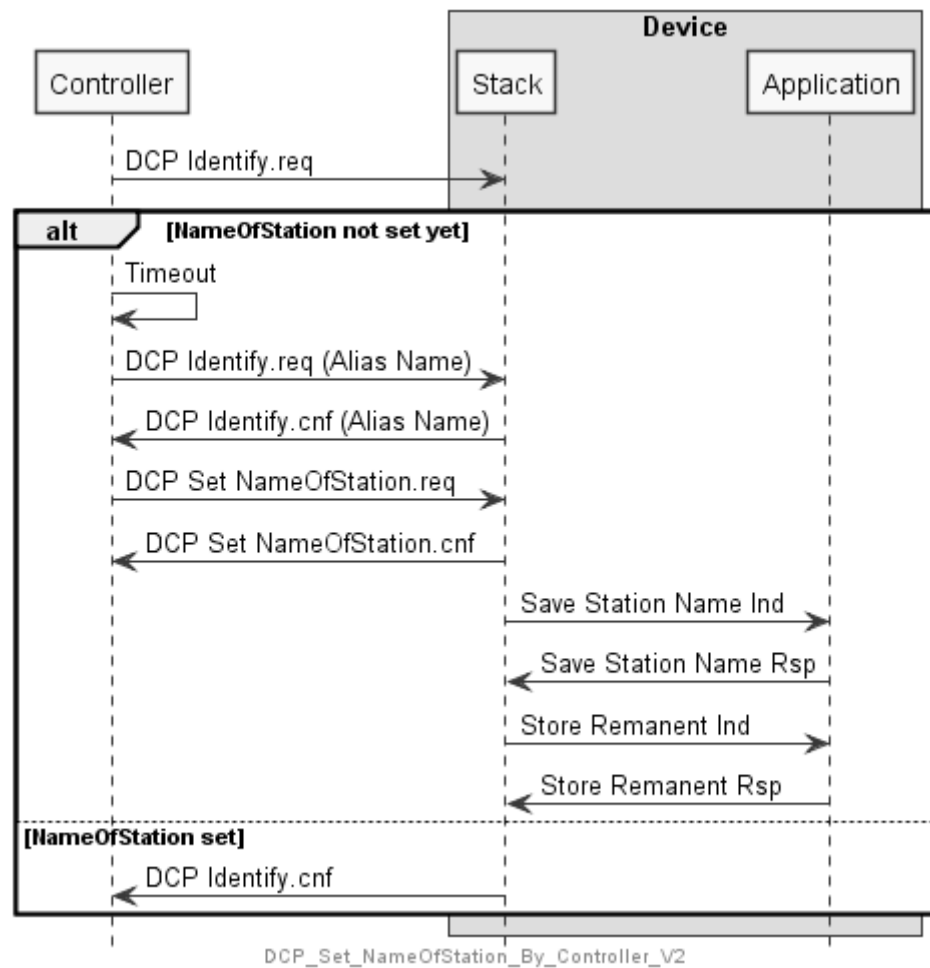 Device
Controller
Stack
Application
DCP Identify.req
alt
[NameOfStation not set yet]
Timeout
DCP Identify.req (Alias Name)
DCP Identify.cnf (Alias Name)
DCP Set NameOfStation.req
DCP Set NameOfStation.cnf
Save Station Name Ind
Save Station Name Rsp
Store Remanent Ind
Store Remanent Rsp
[NameOfStation set]
DCP Identify.cnf
DCP_Set_NameOfStation_By_Controller_V2